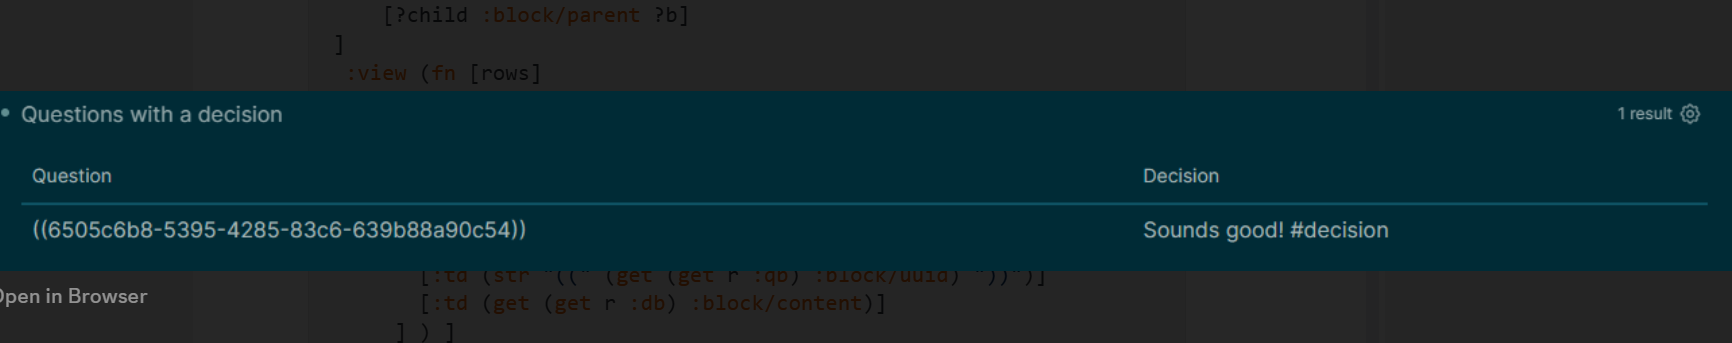 [?child :block/parent ?b]
]
:view (fn [rows]
Questions with a decision
1 result
Question Decision
((6505c6b8-5395-4285-83c6-639b88a90c54)) Sounds good! #decision
[:td (str "((" (get (get r :qb) :block/uuid) "))")]
Open in Browser
[:td (get (get r :db) :block/content)]
] ) ]